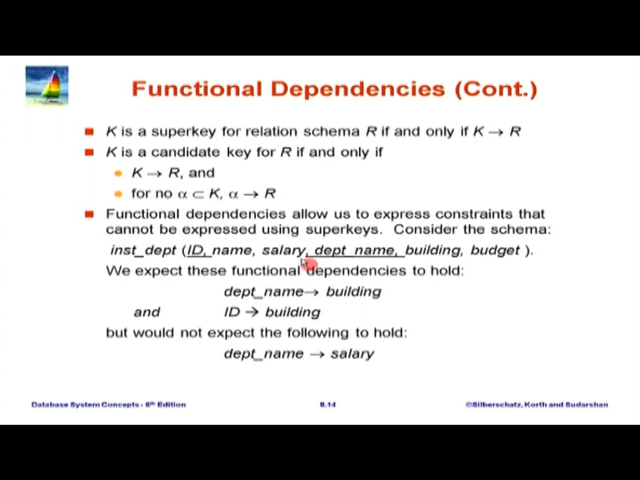 Functional Dependencies (Cont.)
K is a superkey for relation schema R if and only if K → R
K is a candidate key for R if and only if
K → R, and
for no α ⊂ K, α → R
Functional dependencies allow us to express constraints that
cannot be expressed using superkeys. Consider the schema:
inst_dept (ID, name, salary, dept_name, building, budget ).
We expect these functional dependencies to hold:
dept_name→ building
and ID → building
but would not expect the following to hold:
dept_name → salary
Database System Concepts - 6th Edition 8.14 ©Silberschatz, Korth and Sudarshan